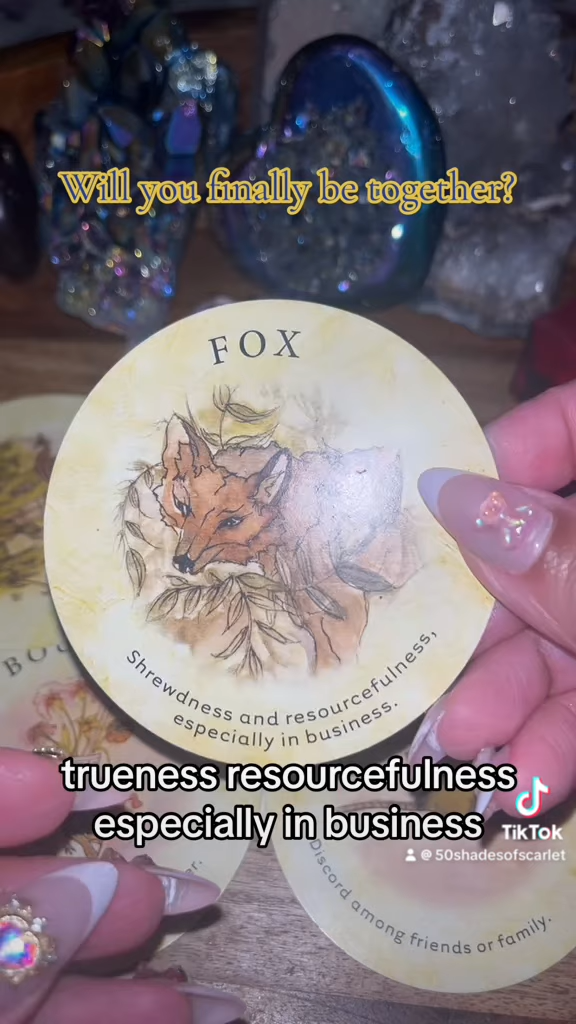 Will you finally be together?
FOX
Shrewdness and resourcefulness,
especially in business.
trueness resourcefulness
especially in business
TikTok
@ 50shadesofscarlet
Discord among friends or family.